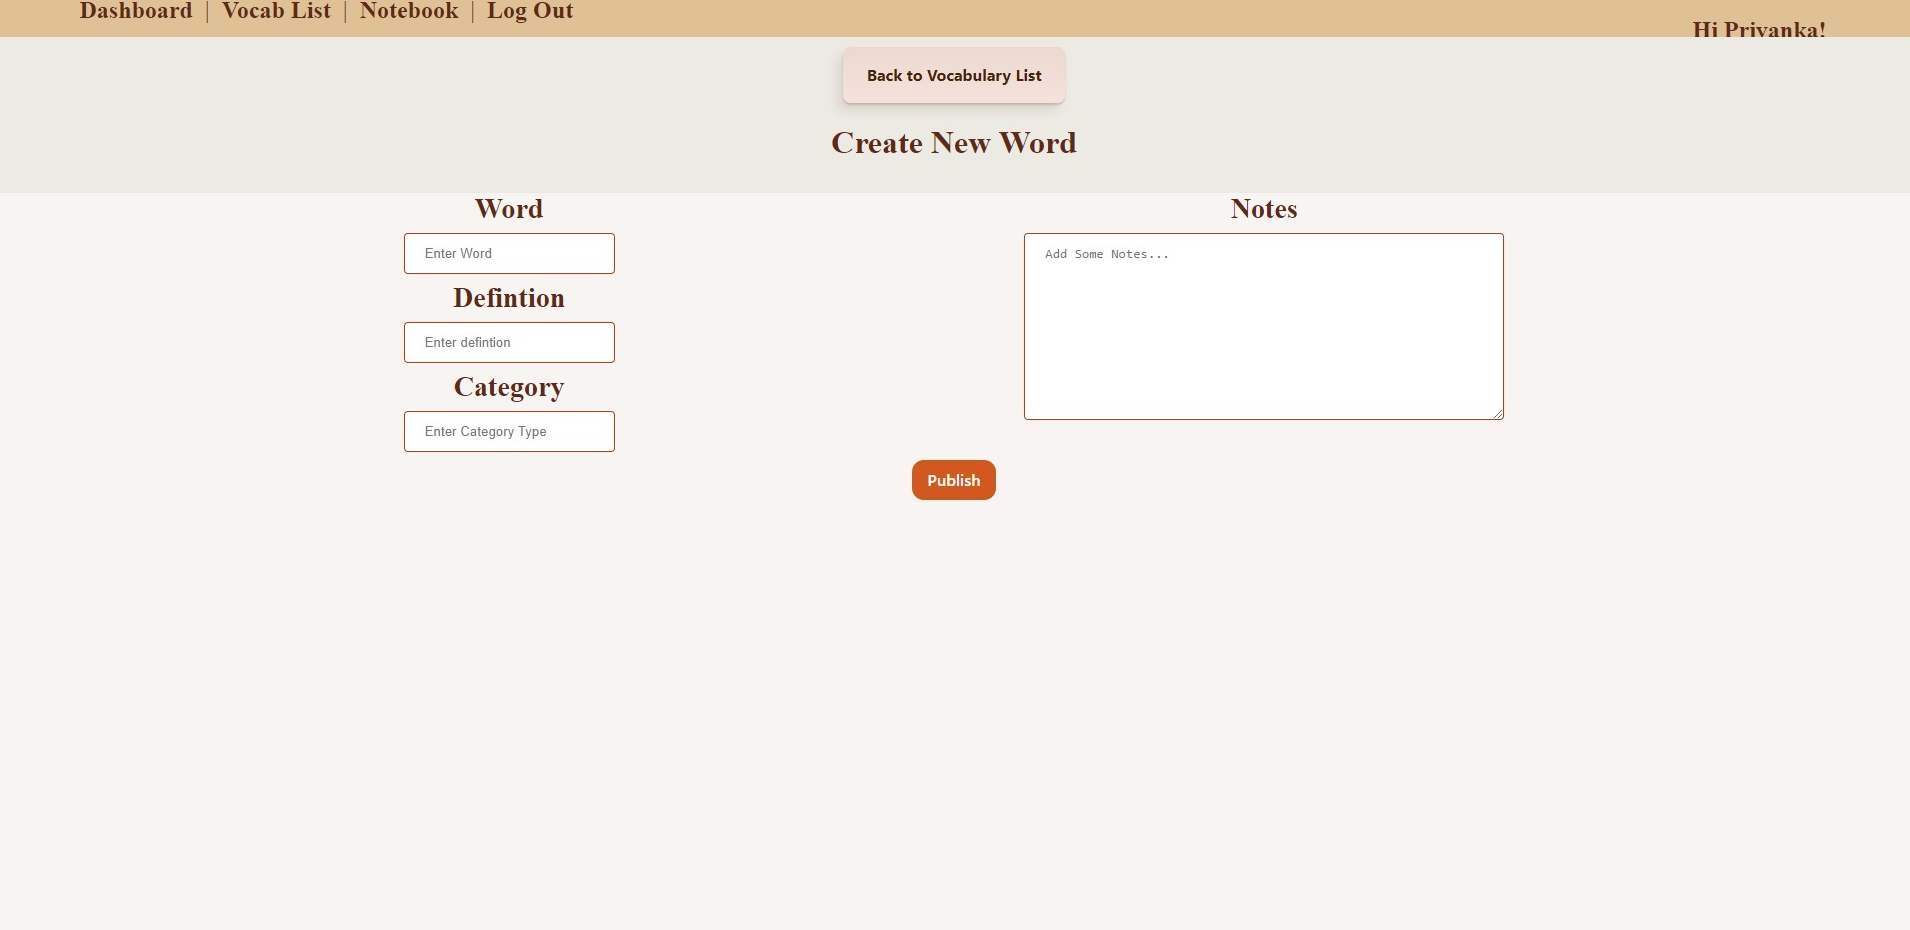 Dashboard | Vocab List | Notebook | Log Out
Hi Priyanka!
Back to Vocabulary List
Create New Word
Word
Enter Word
Defintion
Enter defintion
Category
Enter Category Type
Notes
Add Some Notes...
Publish